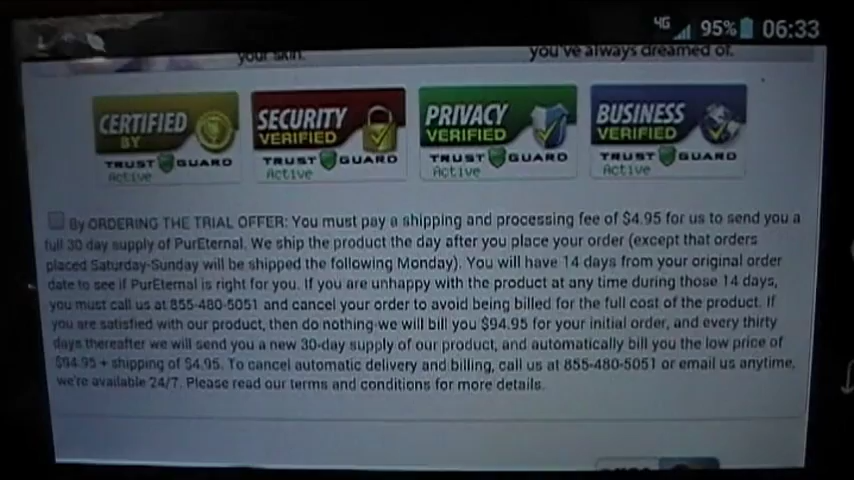 4G 95% 06:33
your skin. you've always dreamed of.
CERTIFIED BY TRUST GUARD Active
SECURITY VERIFIED TRUST GUARD Active
PRIVACY VERIFIED TRUST GUARD Active
BUSINESS VERIFIED TRUST GUARD Active
By ORDERING THE TRIAL OFFER: You must pay a shipping and processing fee of $4.95 for us to send you a
full 30 day supply of PurEternal. We ship the product the day after you place your order (except that orders
placed Saturday-Sunday will be shipped the following Monday). You will have 14 days from your original order
date to see if PurEternal is right for you. If you are unhappy with the product at any time during those 14 days,
you must call us at 855-480-5051 and cancel your order to avoid being billed for the full cost of the product. If
you are satisfied with our product, then do nothing-we will bill you $94.95 for your initial order, and every thirty
days thereafter we will send you a new 30-day supply of our product, and automatically bill you the low price of
$94.95 + shipping of $4.95. To cancel automatic delivery and billing, call us at 855-480-5051 or email us anytime,
we're available 24/7. Please read our terms and conditions for more details.